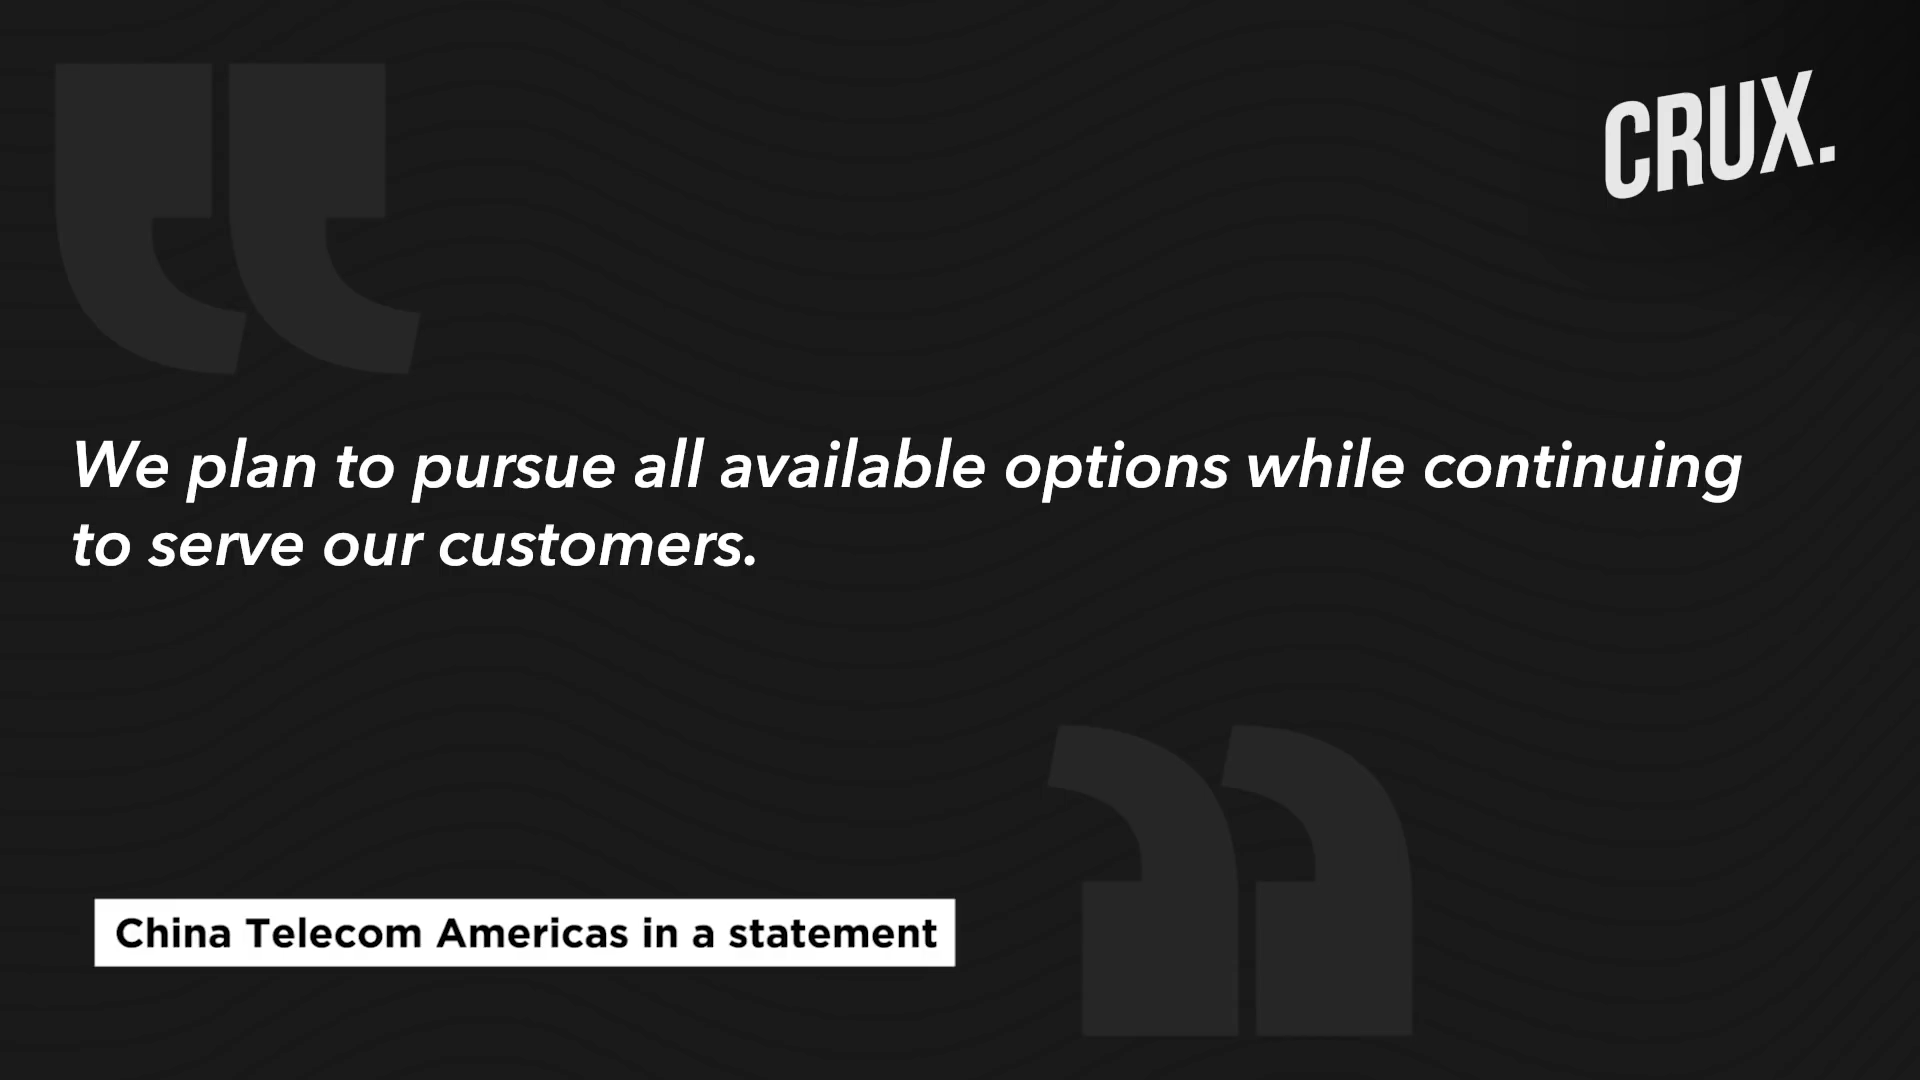 CRUX.
We plan to pursue all available options while continuing
to serve our customers.
China Telecom Americas in a statement